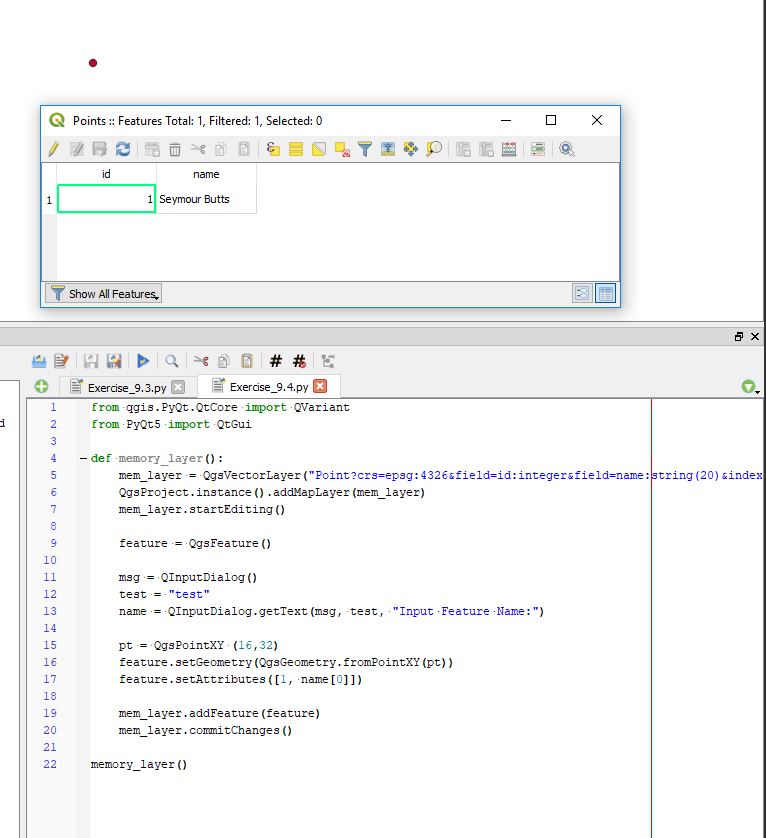 Points :: Features Total: 1, Filtered: 1, Selected: 0
id name
1 1 Seymour Butts
Show All Features
Exercise_9.3.py Exercise_9.4.py
d
1 from qgis.PyQt.QtCore import QVariant
2 from PyQt5 import QtGui
3
4 def memory_layer():
5 mem_layer = QgsVectorLayer("Point?crs=epsg:4326&field=id:integer&field=name:string(20)&index
6 QgsProject.instance().addMapLayer(mem_layer)
7 mem_layer.startEditing()
8
9 feature = QgsFeature()
10
11 msg = QInputDialog()
12 test = "test"
13 name = QInputDialog.getText(msg, test, "Input Feature Name:")
14
15 pt = QgsPointXY (16,32)
16 feature.setGeometry(QgsGeometry.fromPointXY(pt))
17 feature.setAttributes([1, name[0]])
18
19 mem_layer.addFeature(feature)
20 mem_layer.commitChanges()
21
22 memory_layer()